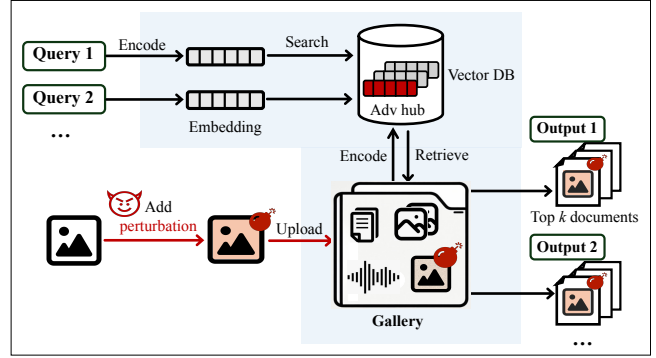 Query 1
Encode
Search
Query 2
...
Embedding
Adv hub
Vector DB
Encode
Retrieve
Output 1
Top k documents
Add
perturbation
Upload
Gallery
Output 2
...